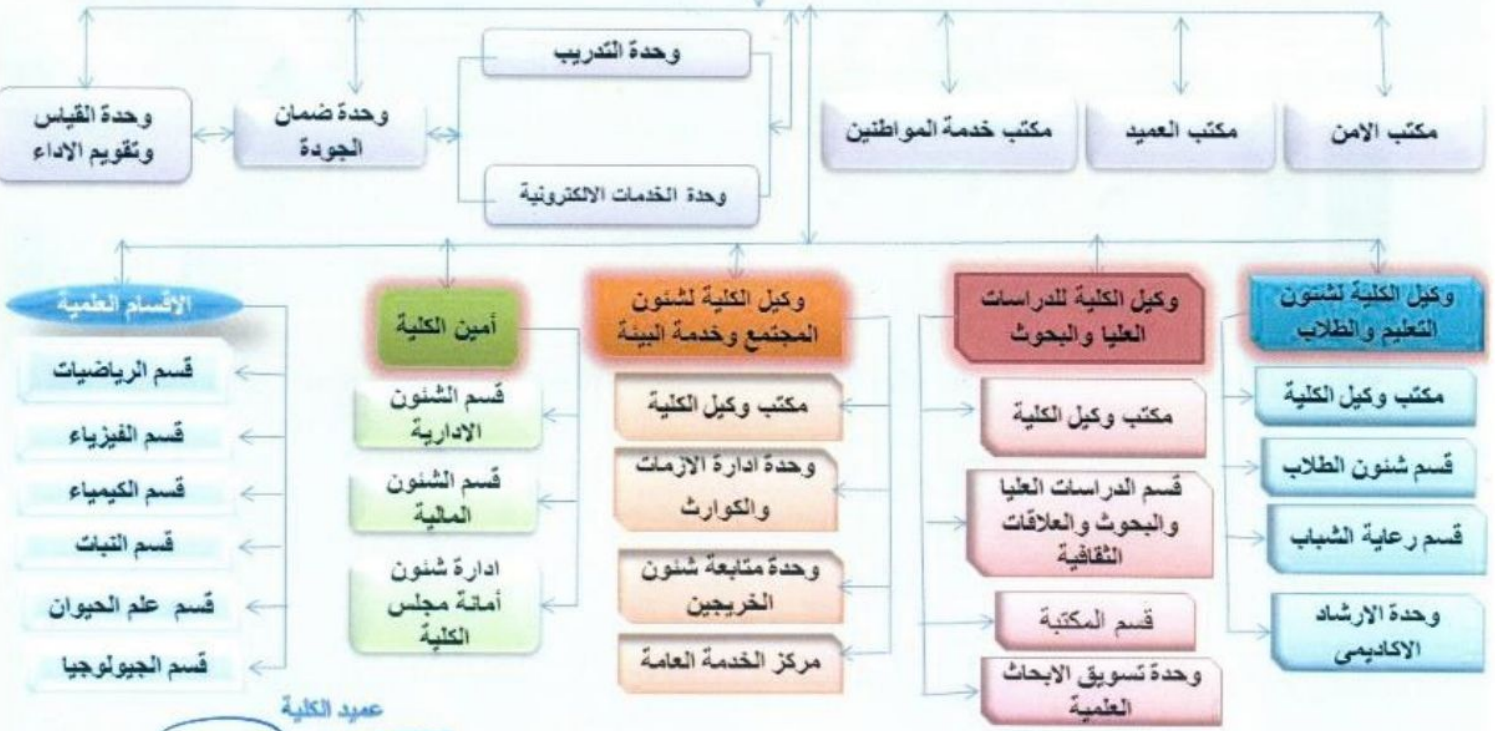 وحدة التدريب
مكتب الامن
مكتب العميد
مكتب خدمة المواطنين
وحدة ضمان
الجودة
وحدة القياس
وتقويم الاداء
وحدة الخدمات الالكترونية
وكيل الكلية لشئون
التعليم والطلاب
مكتب وكيل الكلية
قسم شئون الطلاب
قسم رعاية الشباب
وحدة الارشاد
الاكاديمى
وكيل الكلية للدراسات
العليا والبحوث
مكتب وكيل الكلية
قسم الدراسات العليا
والبحوث والعلاقات
الثقافية
قسم المكتبة
وحدة تسويق الابحاث
العلمية
وكيل الكلية لشئون
المجتمع وخدمة البيئة
مكتب وكيل الكلية
وحدة ادارة الازمات
والكوارث
وحدة متابعة شئون
الخريجين
مركز الخدمة العامة
أمين الكلية
قسم الشئون
الادارية
قسم الشئون
المالية
ادارة شئون
أمانة مجلس
الكلية
الاقسام العلمية
قسم الرياضيات
قسم الفيزياء
قسم الكيمياء
قسم النبات
قسم علم الحيوان
قسم الجيولوجيا
عميد الكلية